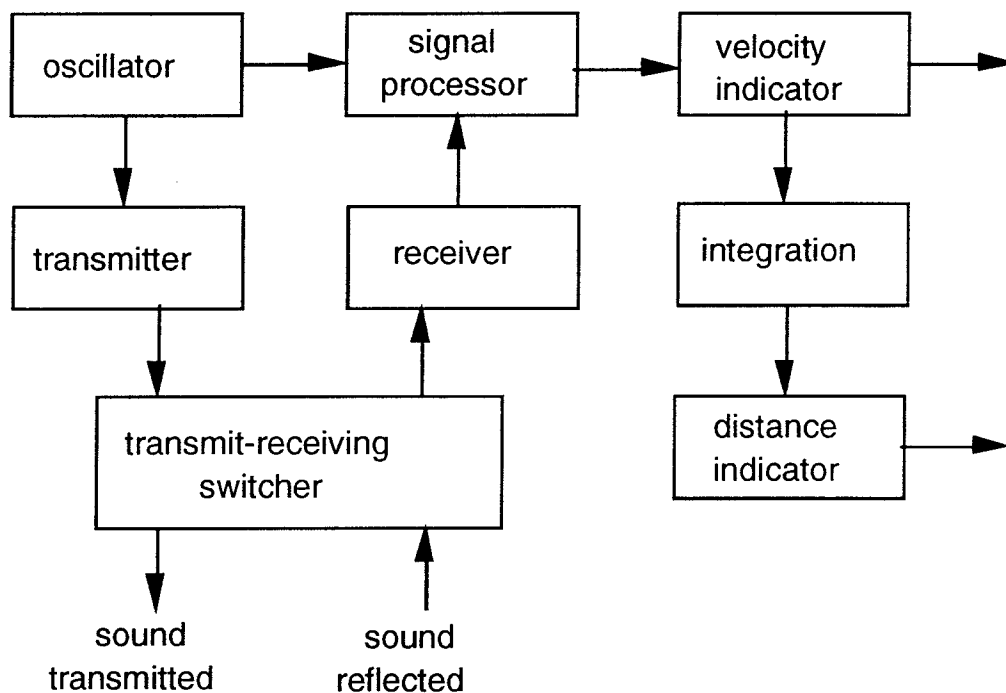 oscillator
signal
processor
velocity
indicator
transmitter
receiver
integration
transmit-receiving
switcher
distance
indicator
sound
transmitted
sound
reflected